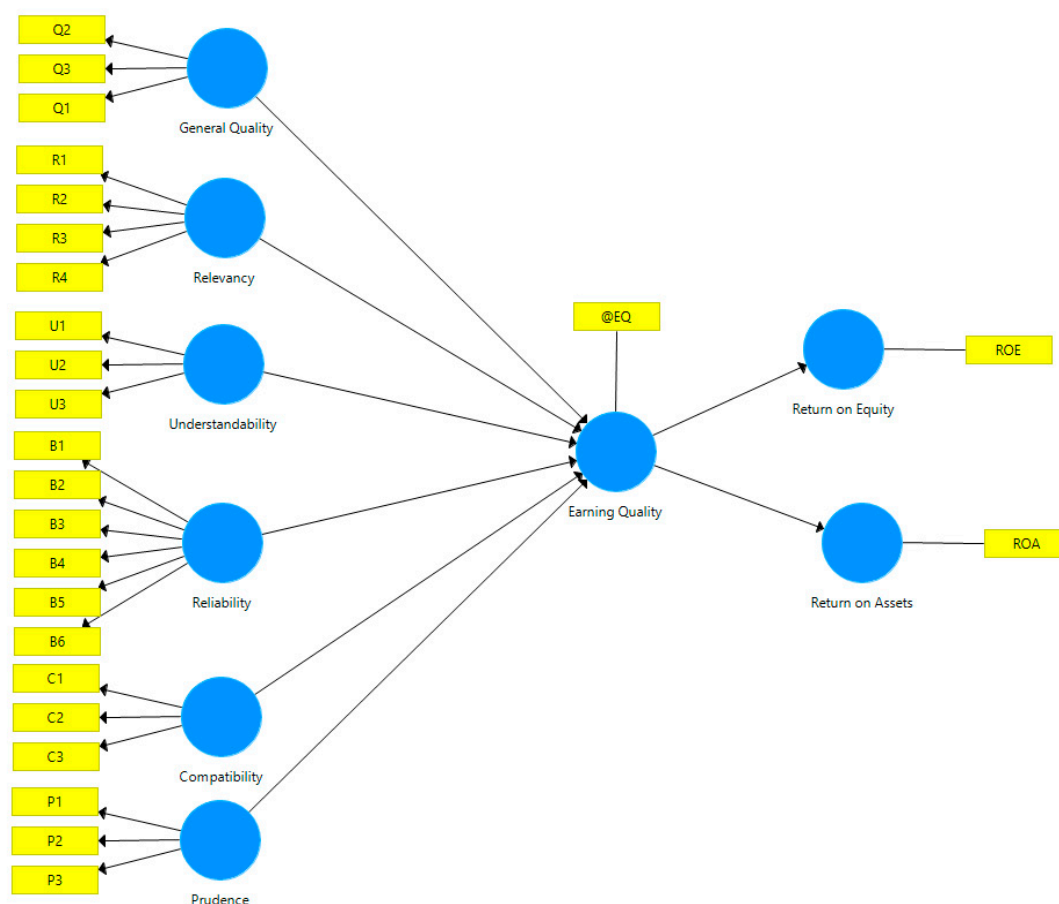 Q2
Q3
Q1
General Quality
R1
R2
R3
R4
Relevancy
U1
U2
U3
Understandability
B1
B2
B3
B4
B5
B6
Reliability
C1
C2
C3
Compatibility
P1
P2
P3
Prudence
@EQ
Earning Quality
Return on Equity
ROE
Return on Assets
ROA